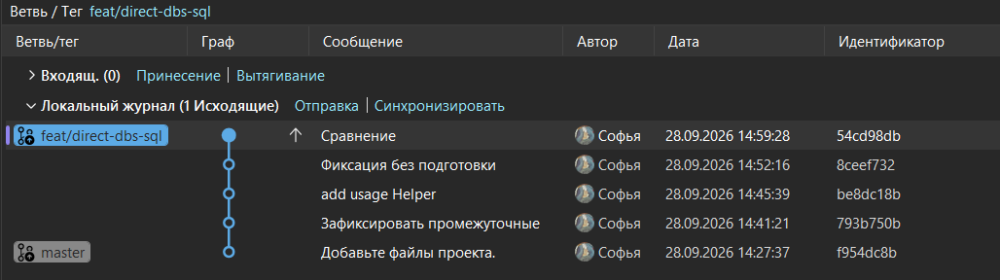 Ветвь / Тег feat/direct-dbs-sql
Ветвь/тег Граф Сообщение Автор Дата Идентификатор
Входящ. (0) Принесение | Вытягивание
Локальный журнал (1 Исходящие) Отправка | Синхронизировать
feat/direct-dbs-sql Сравнение Софья 28.09.2026 14:59:28 54cd98db
Фиксация без подготовки Софья 28.09.2026 14:52:16 8ceef732
add usage Helper Софья 28.09.2026 14:45:39 be8dc18b
Зафиксировать промежуточные Софья 28.09.2026 14:41:21 793b750b
master Добавьте файлы проекта. Софья 28.09.2026 14:27:37 f954dc8b